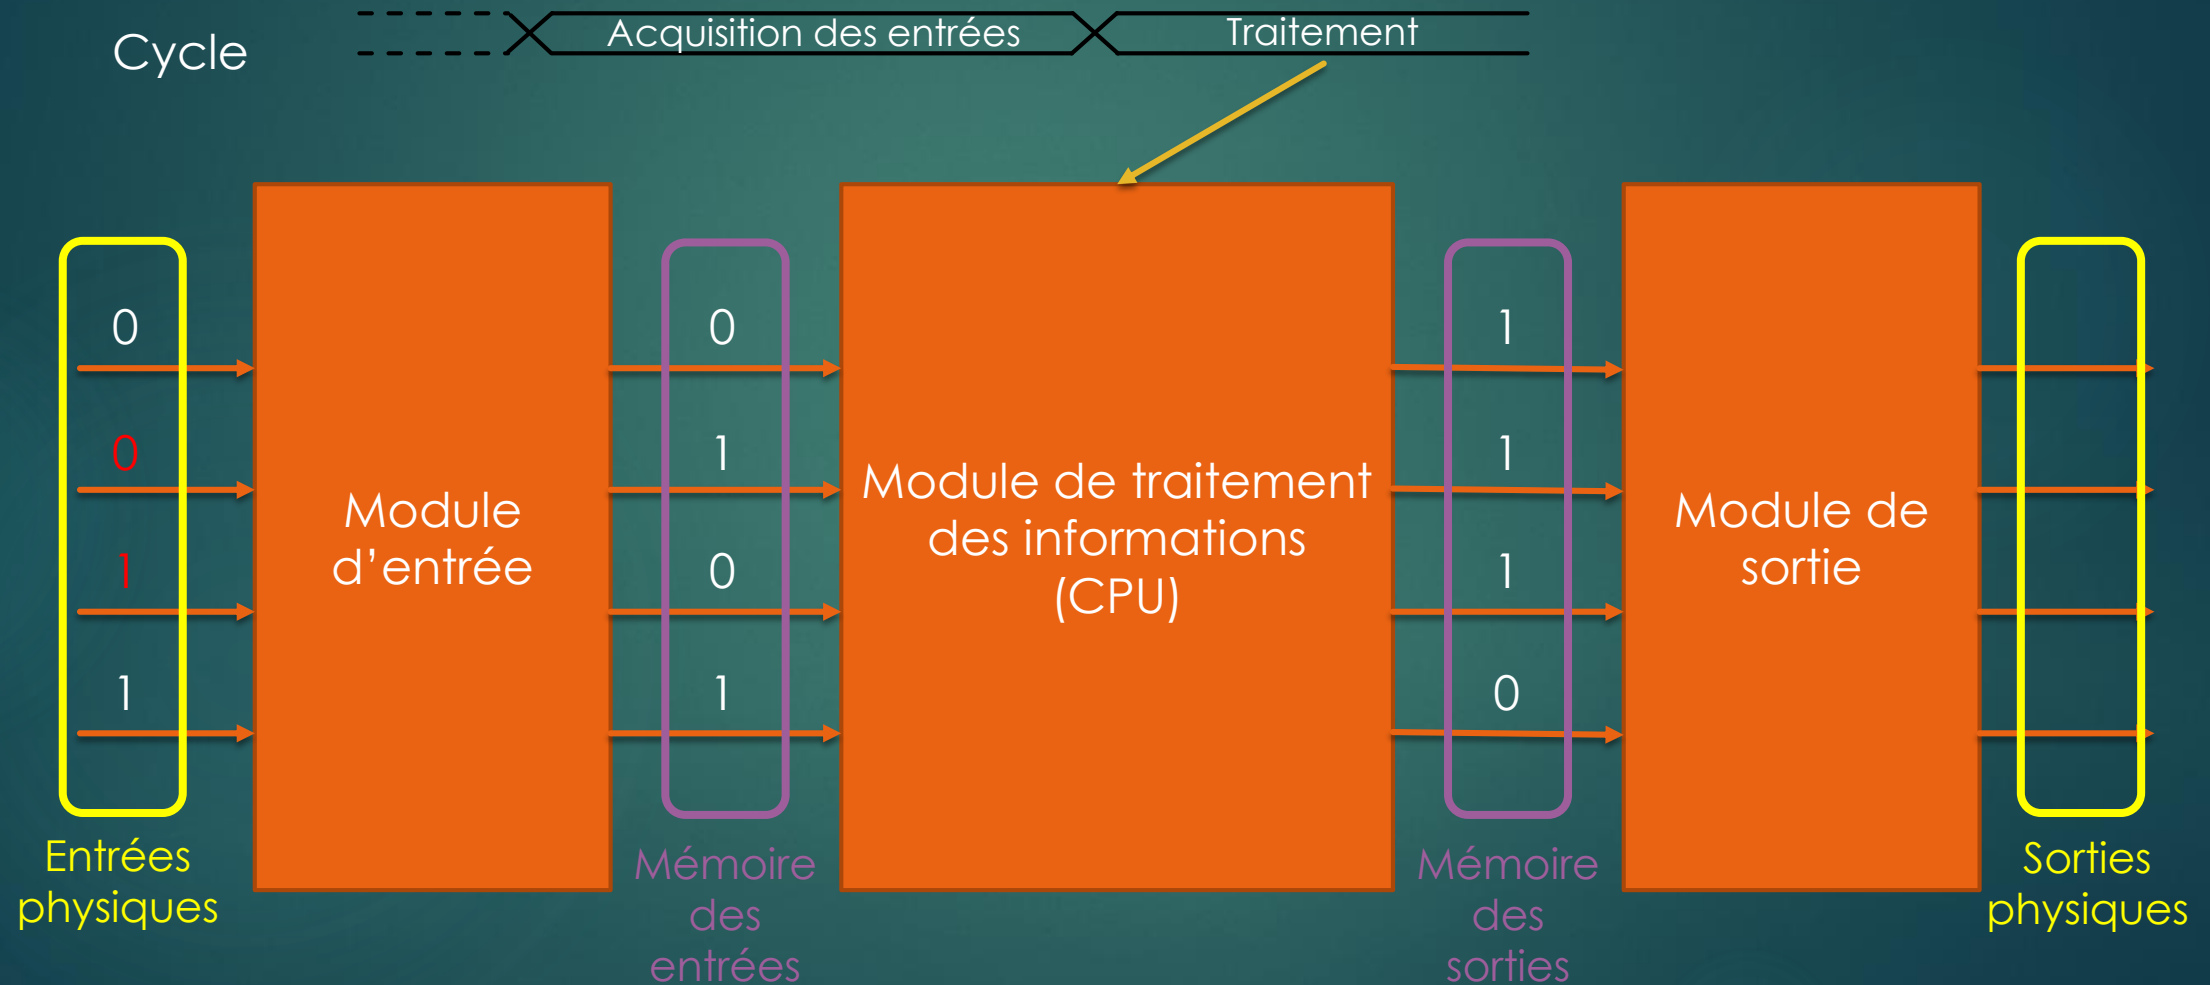 Cycle
Acquisition des entrées
Traitement
0
0
1
1
Entrées
physiques
Module
d’entrée
0
1
0
1
Mémoire
des
entrées
Module de traitement
des informations
(CPU)
1
1
1
0
Mémoire
des
sorties
Module de
sortie
Sorties
physiques